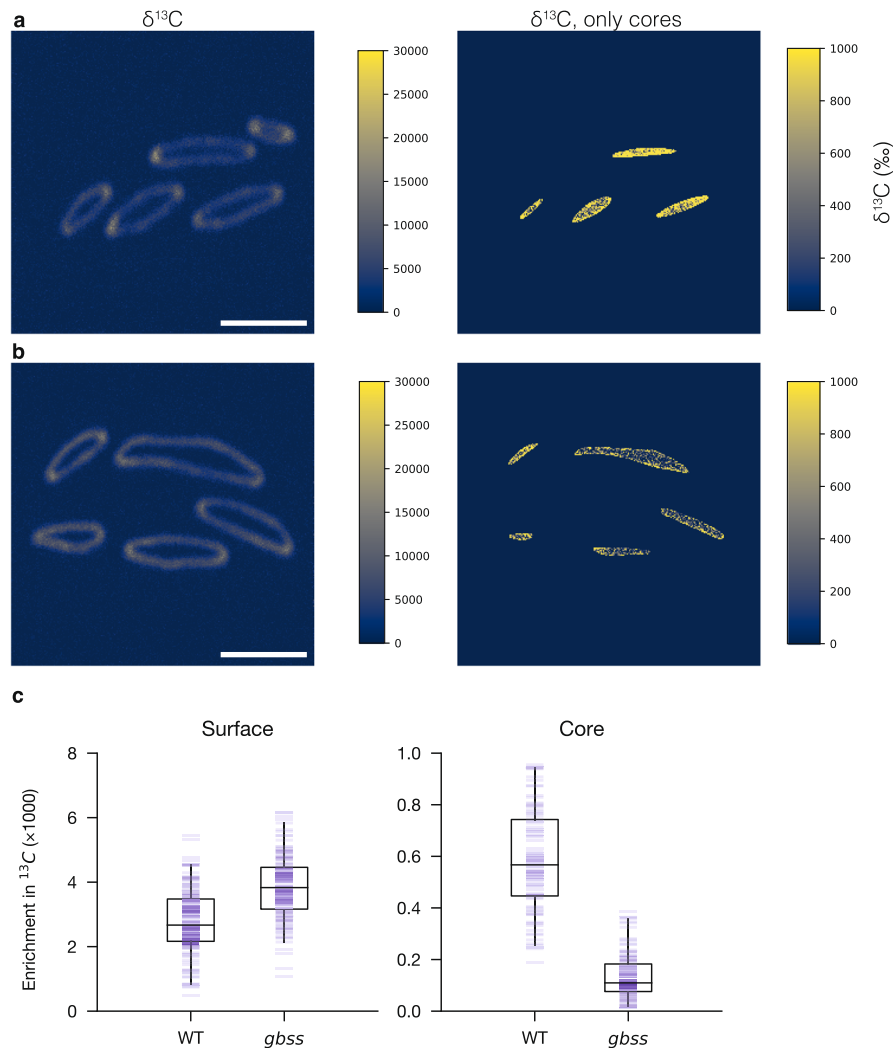 a
δ¹³C
δ¹³C, only cores
30000
25000
20000
15000
10000
5000
0
1000
800
600
400
200
0
δ¹³C (‰)
b
30000
25000
20000
15000
10000
5000
0
1000
800
600
400
200
0
c
Surface
Core
Enrichment in ¹³C (×1000)
8
6
4
2
0
WT
gbss
1.0
0.8
0.6
0.4
0.2
0.0
WT
gbss